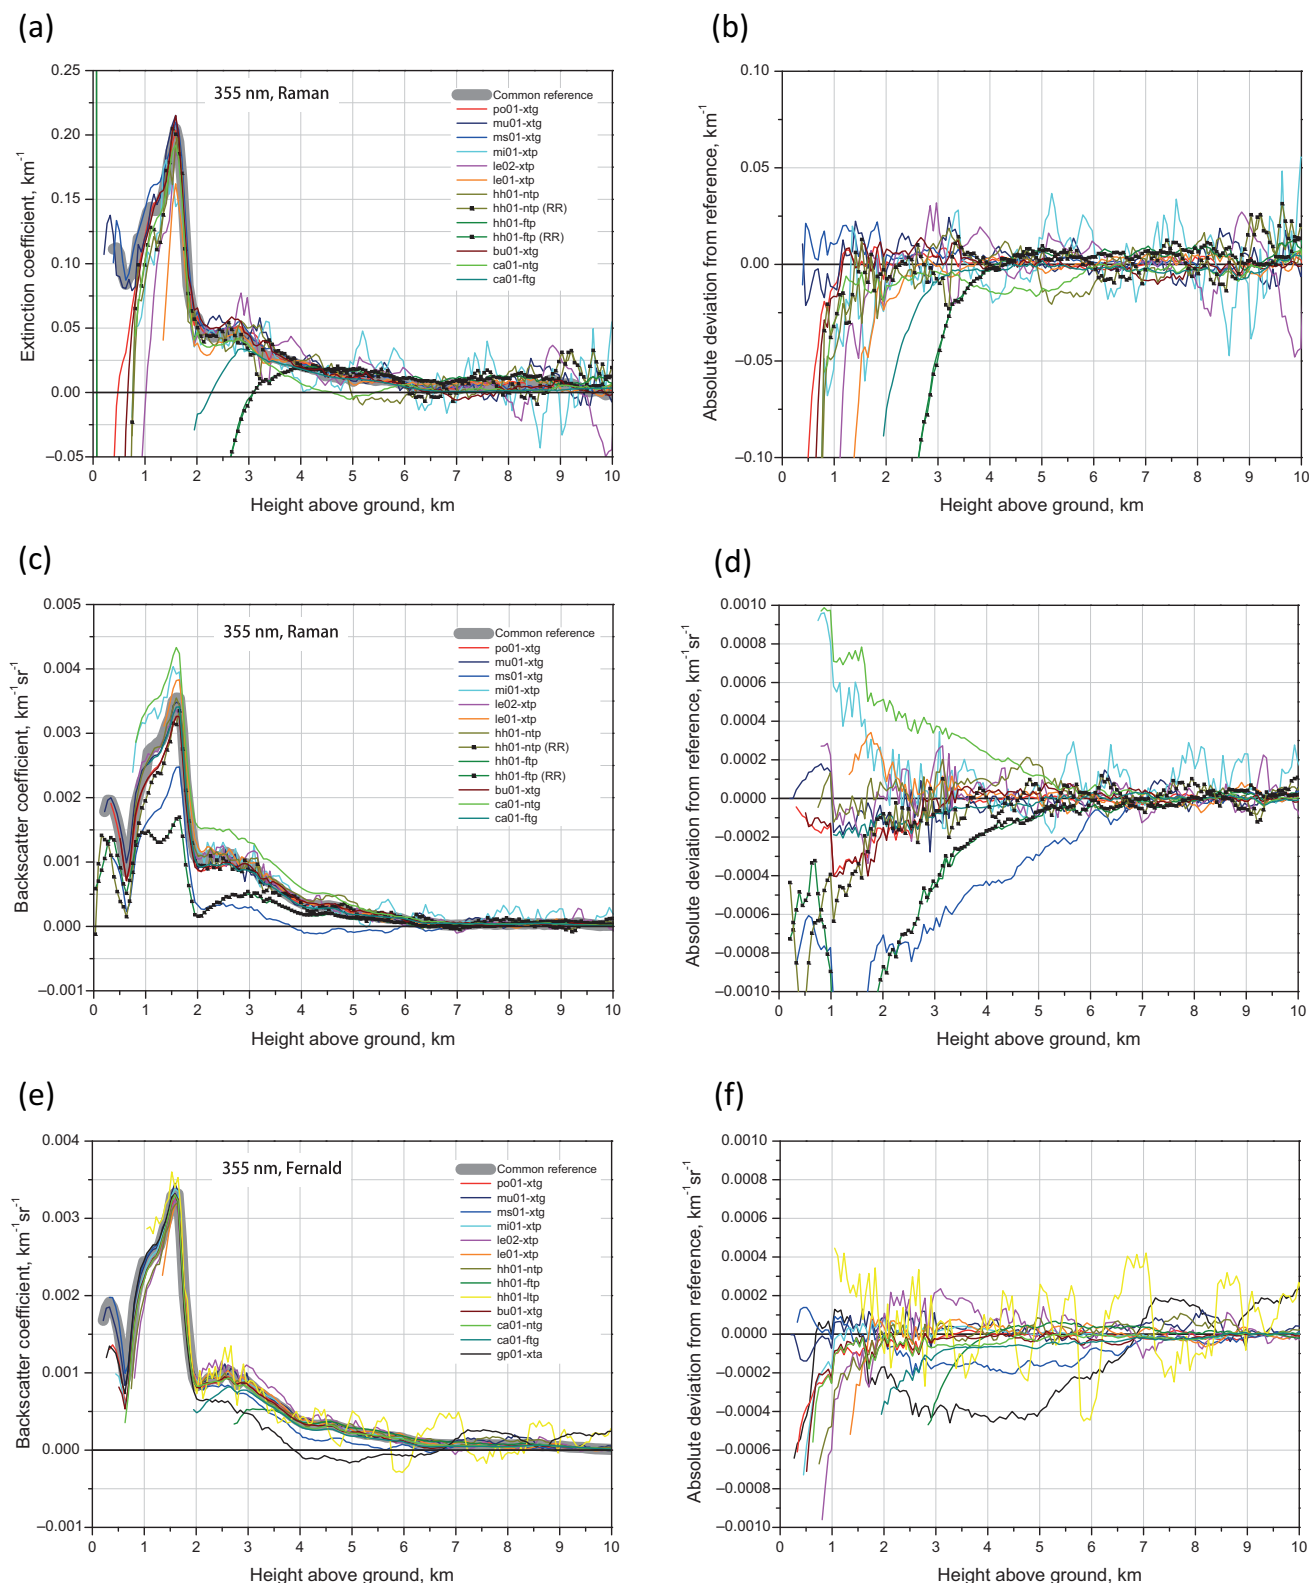 (a)
Extinction coefficient, km⁻¹
0.25
0.20
0.15
0.10
0.05
0.00
–0.05
355 nm, Raman
Common reference
po01-xtg
mu01-xtg
ms01-xtg
mi01-xtp
le02-xtp
le01-xtp
hh01-ntp
hh01-ntp (RR)
hh01-ftp
hh01-ftp (RR)
bu01-xtg
ca01-ntg
ca01-ftg
0 1 2 3 4 5 6 7 8 9 10
Height above ground, km
(b)
Absolute deviation from reference, km⁻¹
0.10
0.05
0.00
–0.05
–0.10
0 1 2 3 4 5 6 7 8 9 10
Height above ground, km
(c)
Backscatter coefficient, km⁻¹sr⁻¹
0.005
0.004
0.003
0.002
0.001
0.000
–0.001
355 nm, Raman
Common reference
po01-xtg
mu01-xtg
ms01-xtg
mi01-xtp
le02-xtp
le01-xtp
hh01-ntp
hh01-ntp (RR)
hh01-ftp
hh01-ftp (RR)
bu01-xtg
ca01-ntg
ca01-ftg
0 1 2 3 4 5 6 7 8 9 10
Height above ground, km
(d)
Absolute deviation from reference, km⁻¹sr⁻¹
0.0010
0.0008
0.0006
0.0004
0.0002
0.0000
–0.0002
–0.0004
–0.0006
–0.0008
–0.0010
0 1 2 3 4 5 6 7 8 9 10
Height above ground, km
(e)
Backscatter coefficient, km⁻¹sr⁻¹
0.004
0.003
0.002
0.001
0.000
–0.001
355 nm, Fernald
Common reference
po01-xtg
mu01-xtg
ms01-xtg
mi01-xtp
le02-xtp
le01-xtp
hh01-ntp
hh01-ftp
hh01-ltp
bu01-xtg
ca01-ntg
ca01-ftg
gp01-xta
0 1 2 3 4 5 6 7 8 9 10
Height above ground, km
(f)
Absolute deviation from reference, km⁻¹sr⁻¹
0.0010
0.0008
0.0006
0.0004
0.0002
0.0000
–0.0002
–0.0004
–0.0006
–0.0008
–0.0010
0 1 2 3 4 5 6 7 8 9 10
Height above ground, km